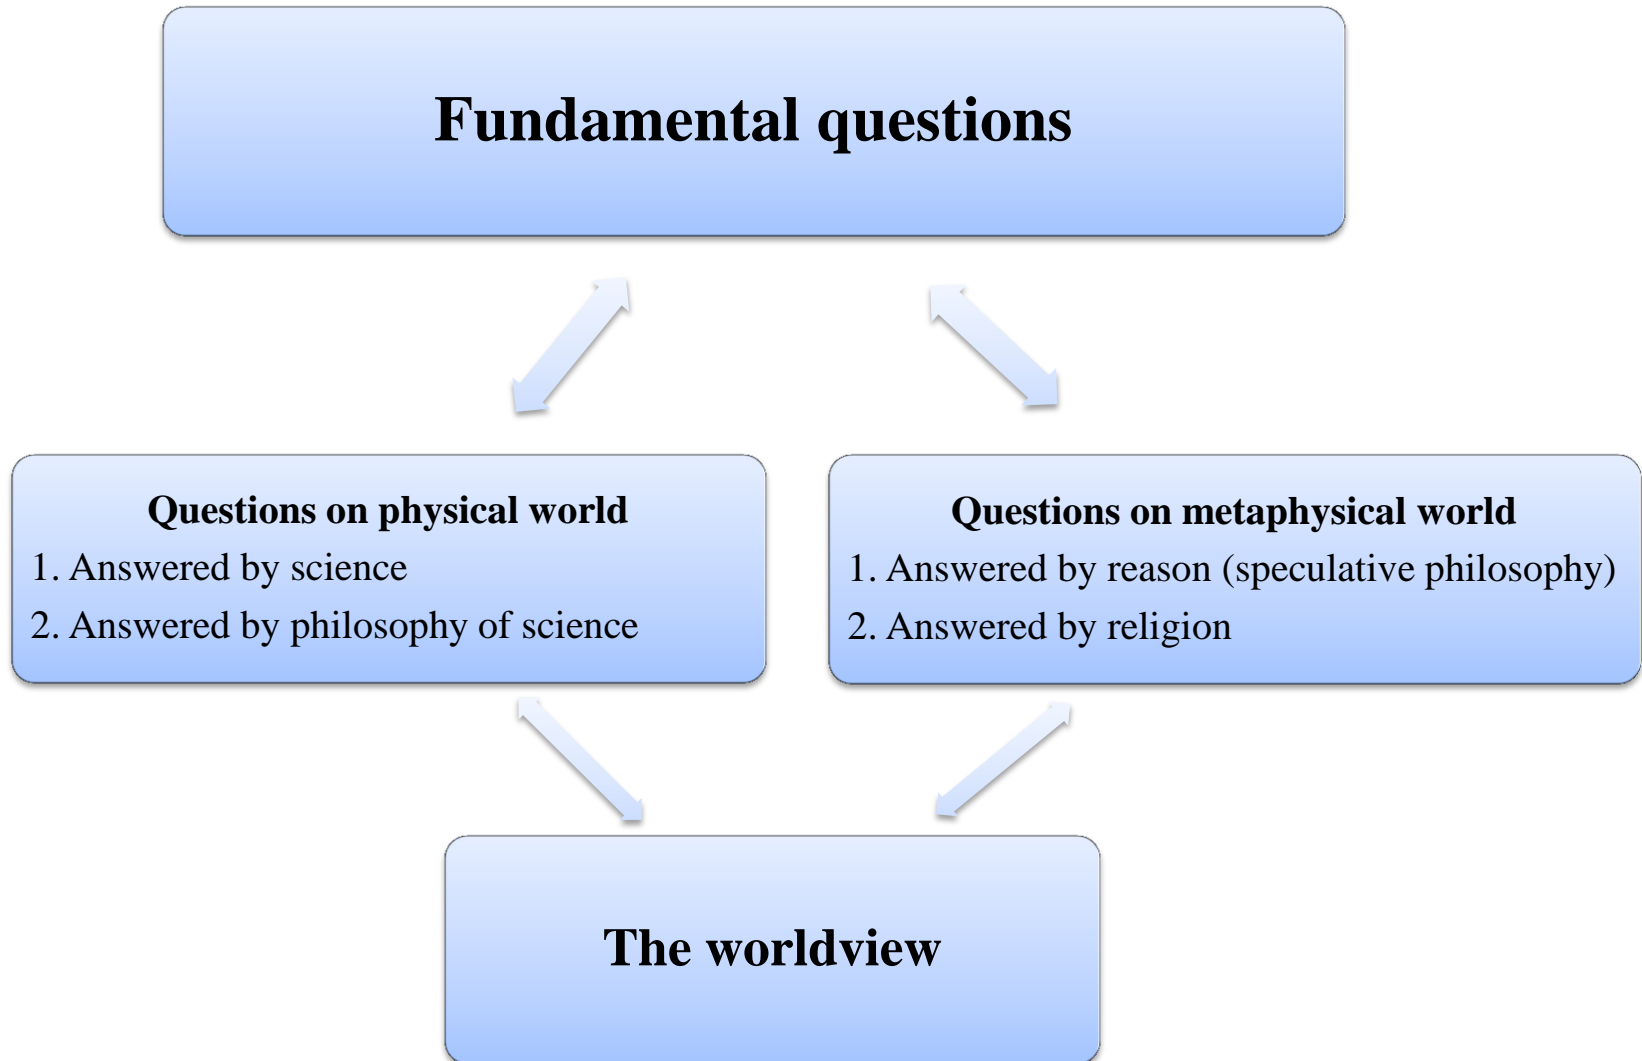 Fundamental questions
Questions on physical world
1. Answered by science
2. Answered by philosophy of science
Questions on metaphysical world
1. Answered by reason (speculative philosophy)
2. Answered by religion
The worldview